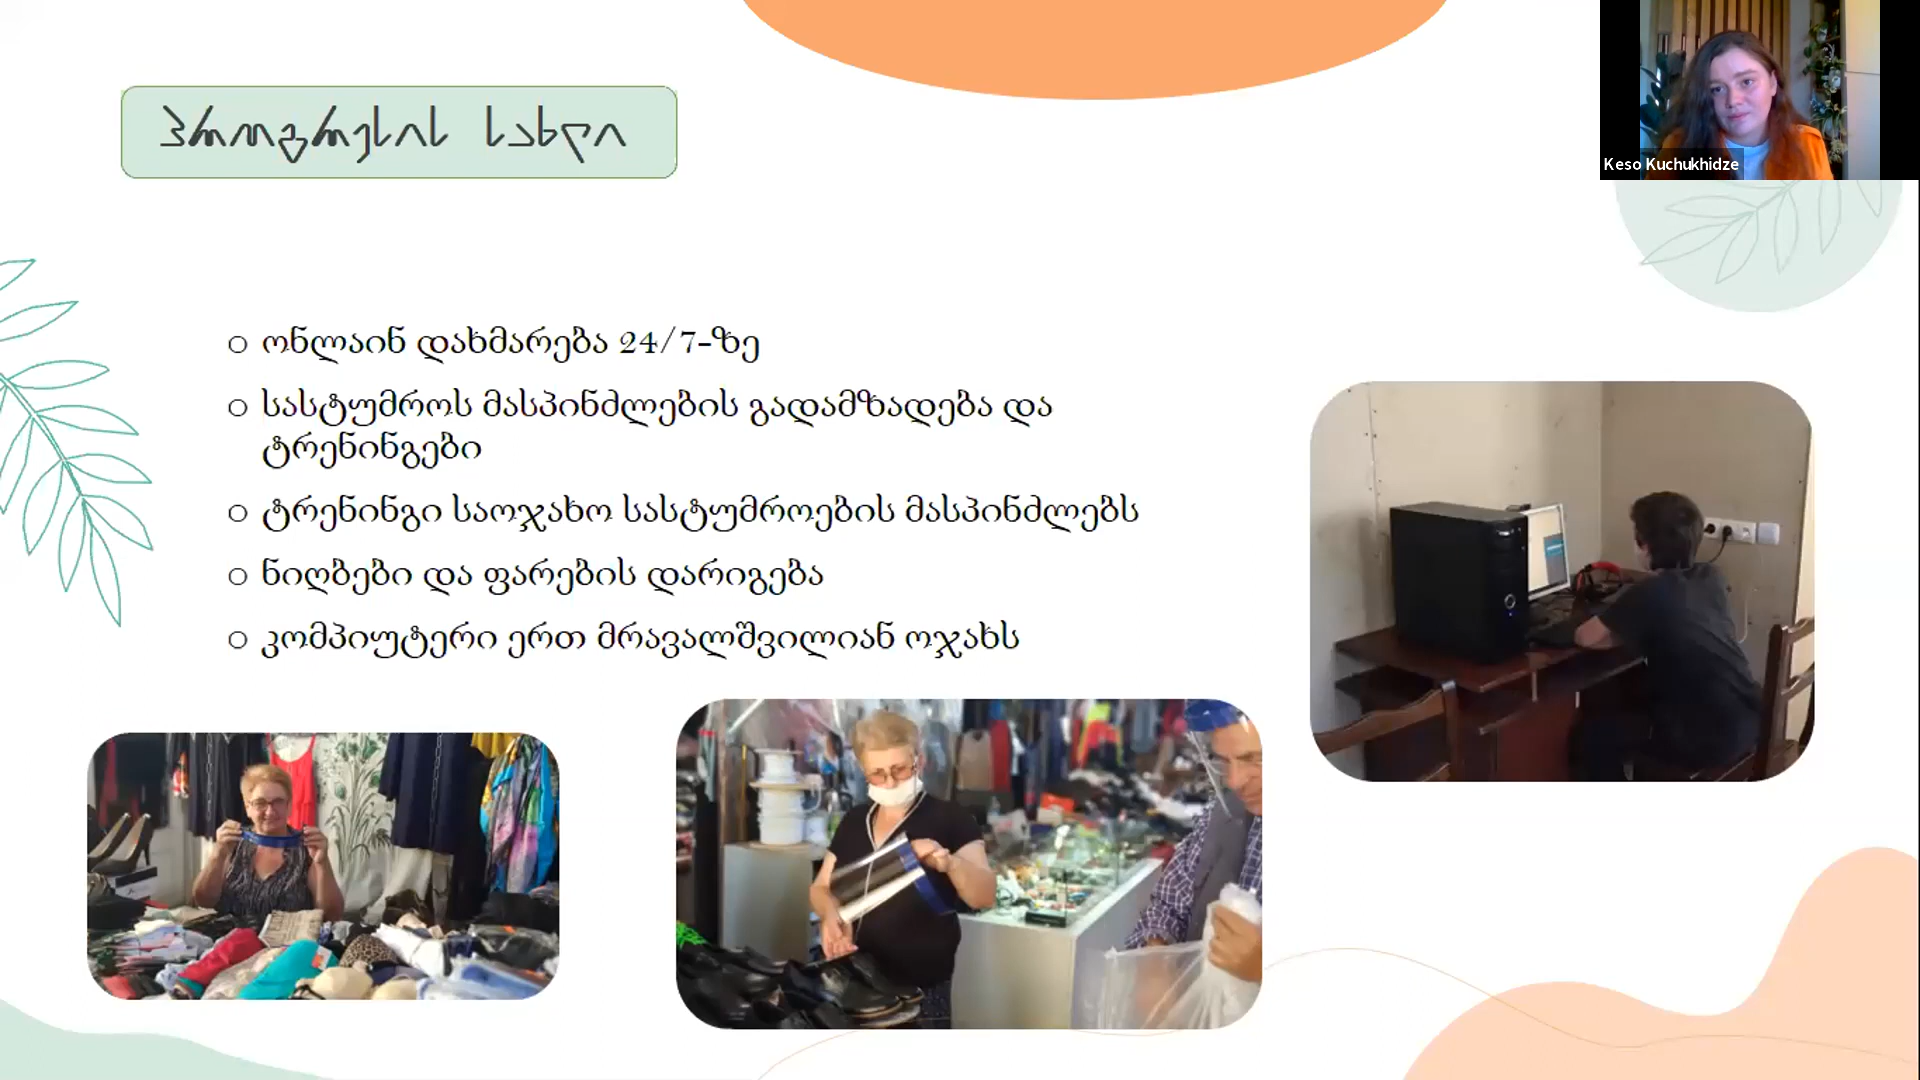 პროგრესის სახლი
Keso Kuchukhidze
ონლაინ დახმარება 24/7-ზე
სასტუმროს მასპინძლების გადამზადება და
ტრენინგები
ტრენინგი საოჯახო სასტუმროების მასპინძლებს
ნიღბები და ფარების დარიგება
კომპიუტერი ერთ მრავალშვილიან ოჯახს